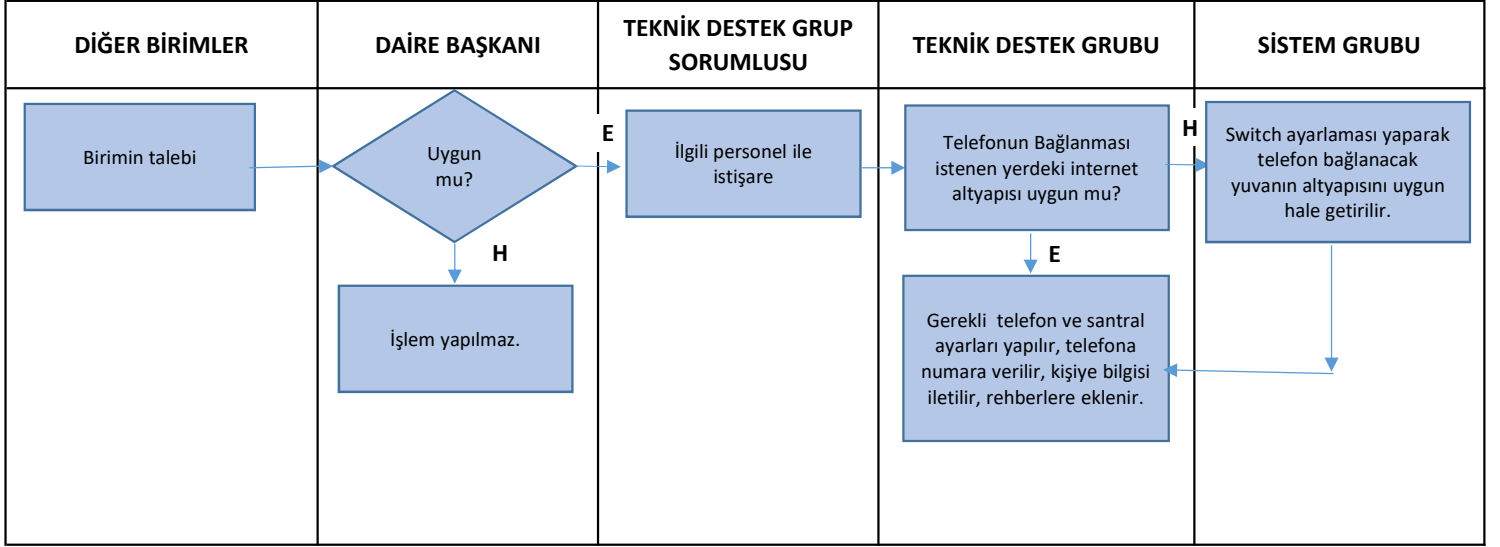 DİĞER BİRİMLER
DAİRE BAŞKANI
TEKNİK DESTEK GRUP
SORUMLUSU
TEKNİK DESTEK GRUBU
SİSTEM GRUBU
Birimin talebi
Uygun
mu?
E
H
İşlem yapılmaz.
İlgili personel ile
istişare
Telefonun Bağlanması
istenen yerdeki internet
altyapısı uygun mu?
H
E
Gerekli telefon ve santral
ayarları yapılır, telefona
numara verilir, kişiye bilgisi
iletilir, rehberlere eklenir.
Switch ayarlaması yaparak
telefon bağlanacak
yuvanın altyapısını uygun
hale getirilir.